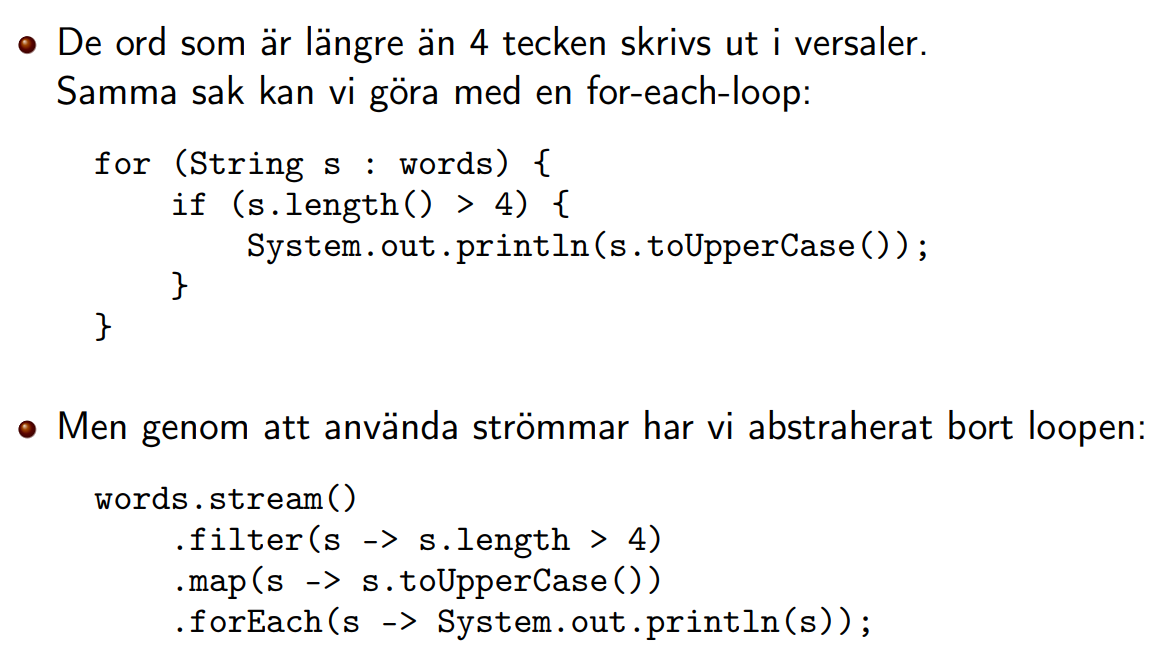 De ord som är längre än 4 tecken skrivs ut i versaler.
Samma sak kan vi göra med en for-each-loop:
for (String s : words) {
    if (s.length() > 4) {
        System.out.println(s.toUpperCase());
    }
}
Men genom att använda strömmar har vi abstraherat bort loopen:
words.stream()
    .filter(s -> s.length > 4)
    .map(s -> s.toUpperCase())
    .forEach(s -> System.out.println(s));